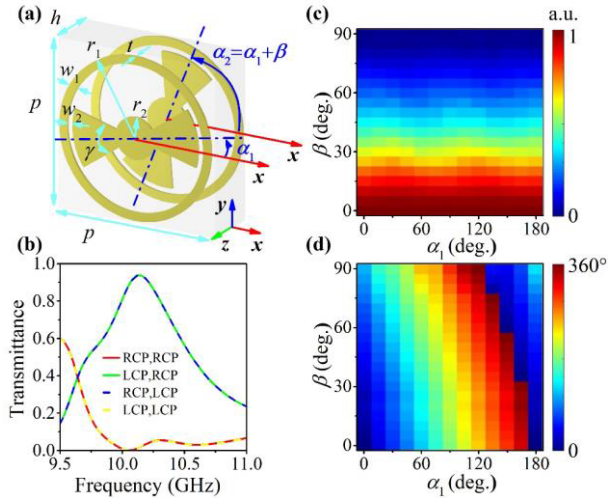 (a)
h
r1
t
α2=α1+β
w1
r2
p
w2
γ
α1
x
x
p
y
z
x
(b)
Transmittance
1.0
0.8
0.6
0.4
0.2
0.0
RCP,RCP
LCP,RCP
RCP,LCP
LCP,LCP
9.5
10.0
10.5
11.0
Frequency (GHz)
(c)
a.u.
β (deg.)
90
60
30
0
0
60
120
180
α1 (deg.)
1
0
(d)
β (deg.)
90
60
30
0
0
60
120
180
α1 (deg.)
360°
0